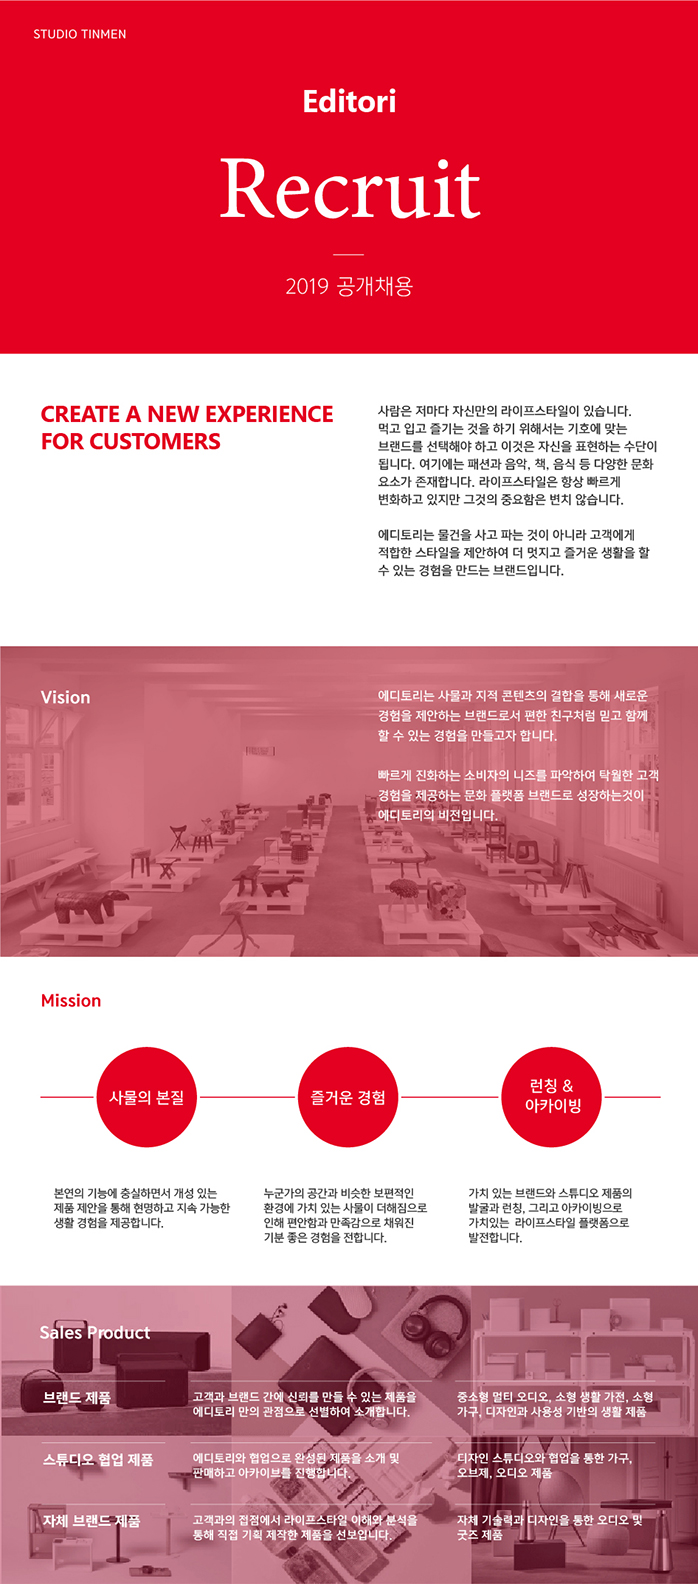 STUDIO TINMEN
Editori
Recruit
2019 공개채용
CREATE A NEW EXPERIENCE
FOR CUSTOMERS
사람은 저마다 자신만의 라이프스타일이 있습니다.
먹고 입고 즐기는 것을 하기 위해서는 기호에 맞는
브랜드를 선택해야 하고 이것은 자신을 표현하는 수단이
됩니다. 여기에는 패션과 음악, 책, 음식 등 다양한 문화
요소가 존재합니다. 라이프스타일은 항상 빠르게
변화하고 있지만 그것의 중요함은 변치 않습니다.
에디토리는 물건을 사고 파는 것이 아니라 고객에게
적합한 스타일을 제안하여 더 멋지고 즐거운 생활을 할
수 있는 경험을 만드는 브랜드입니다.
Vision
에디토리는 사물과 지적 콘텐츠의 결합을 통해 새로운
경험을 제안하는 브랜드로서 편한 친구처럼 믿고 함께
할 수 있는 경험을 만들고자 합니다.
빠르게 진화하는 소비자의 니즈를 파악하여 탁월한 고객
경험을 제공하는 문화 플랫폼 브랜드로 성장하는것이
에디토리의 비전입니다.
Mission
사물의 본질
즐거운 경험
런칭 &
아카이빙
본연의 기능에 충실하면서 개성 있는
제품 제안을 통해 현명하고 지속 가능한
생활 경험을 제공합니다.
누군가의 공간과 비슷한 보편적인
환경에 가치 있는 사물이 더해짐으로
인해 편안함과 만족감으로 채워진
기분 좋은 경험을 전합니다.
가치 있는 브랜드와 스튜디오 제품의
발굴과 런칭, 그리고 아카이빙으로
가치있는 라이프스타일 플랫폼으로
발전합니다.
Sales Product
브랜드 제품
고객과 브랜드 간에 신뢰를 만들 수 있는 제품을
에디토리 만의 관점으로 선별하여 소개합니다.
중소형 멀티 오디오, 소형 생활 가전, 소형
가구, 디자인과 사용성 기반의 생활 제품
스튜디오 협업 제품
에디토리와 협업으로 완성된 제품을 소개 및
판매하고 아카이브를 진행합니다.
디자인 스튜디오와 협업을 통한 가구,
오브제, 오디오 제품
자체 브랜드 제품
고객과의 접점에서 라이프스타일 이해와 분석을
통해 직접 기획 제작한 제품을 선보입니다.
자체 기술력과 디자인을 통한 오디오 및
굿즈 제품